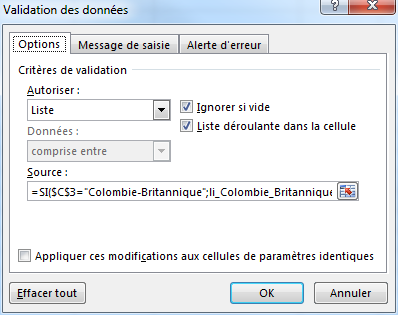 Validation des données
?
Options
Message de saisie
Alerte d'erreur
Critères de validation
Autoriser :
Liste
Ignorer si vide
Données :
Liste déroulante dans la cellule
comprise entre
Source :
=SI($C$3="Colombie-Britannique";li_Colombie_Britannique
Appliquer ces modifications aux cellules de paramètres identiques
Effacer tout
OK
Annuler